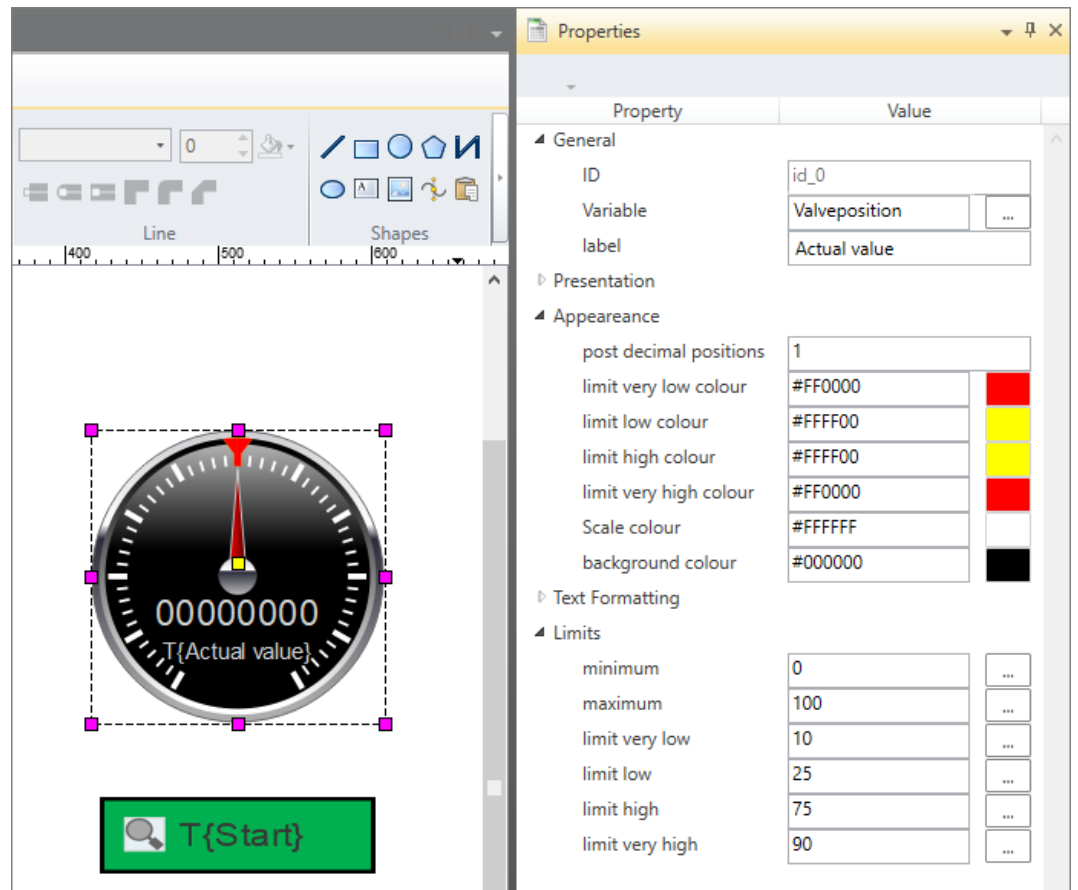 Properties
Property Value
General
ID id_0
Variable Valveposition ...
label Actual value
Presentation
Appeareance
post decimal positions 1
limit very low colour #FF0000
limit low colour #FFFF00
limit high colour #FFFF00
limit very high colour #FF0000
Scale colour #FFFFFF
background colour #000000
Text Formatting
Limits
minimum 0 ...
maximum 100 ...
limit very low 10 ...
limit low 25 ...
limit high 75 ...
limit very high 90 ...
0
A
Line Shapes
400 500 600
00000000
T{Actual value}
T{Start}